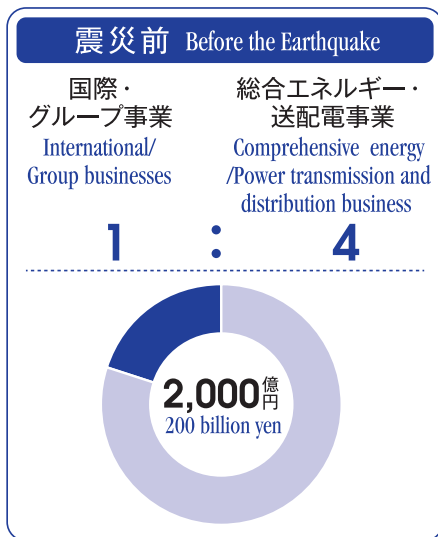 震災前 Before the Earthquake
国際・
グループ事業
International/
Group businesses
総合エネルギー・
送配電事業
Comprehensive energy
/Power transmission and
distribution business
1 : 4
2,000億円
200 billion yen